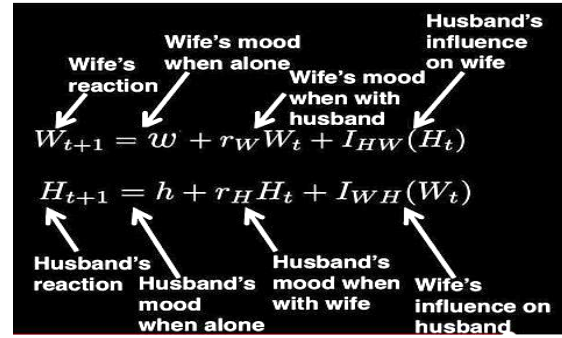 Husband's
influence
on wife
Wife's mood
when alone
Wife's
reaction
Wife's mood
when with
husband
W_{t+1} = w + r_W W_t + I_{HW}(H_t)
H_{t+1} = h + r_H H_t + I_{WH}(W_t)
Husband's
reaction
Husband's
mood
when alone
Husband's
mood when
with wife
Wife's
influence on
husband